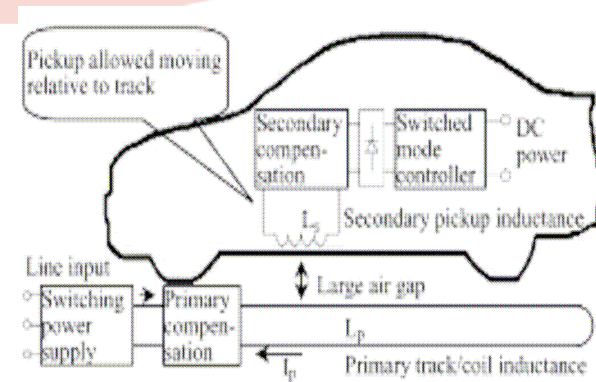 Pickup allowed moving
relative to track
Secondary
compen-
sation
Switched
mode
controller
DC
power
Ls
Secondary pickup inductance
Line input
Switching
power
supply
Primary
compen-
sation
Large air gap
Lp
Ip
Primary track/coil inductance